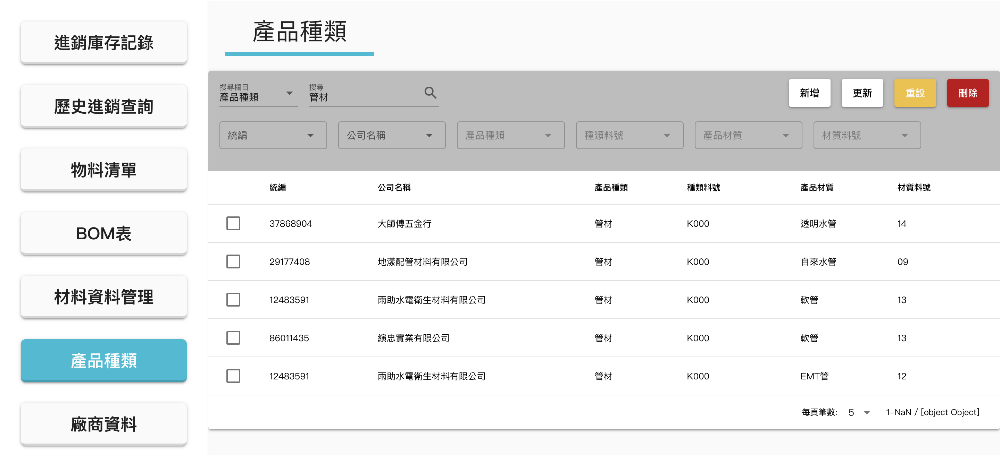 進銷庫存記錄
歷史進銷查詢
物料清單
BOM表
材料資料管理
產品種類
廠商資料
產品種類
搜尋欄目 搜尋
產品種類 管材 新增 更新 重設 刪除
統編 公司名稱 產品種類 種類料號 產品材質 材質料號
統編 公司名稱 產品種類 種類料號 產品材質 材質料號
37868904 大師傅五金行 管材 K000 透明水管 14
29177408 地漾配管材料有限公司 管材 K000 自來水管 09
12483591 雨助水電衛生材料有限公司 管材 K000 軟管 13
86011435 績忠實業有限公司 管材 K000 軟管 13
12483591 雨助水電衛生材料有限公司 管材 K000 EMT管 12
每頁筆數: 5 1–NaN / [object Object]